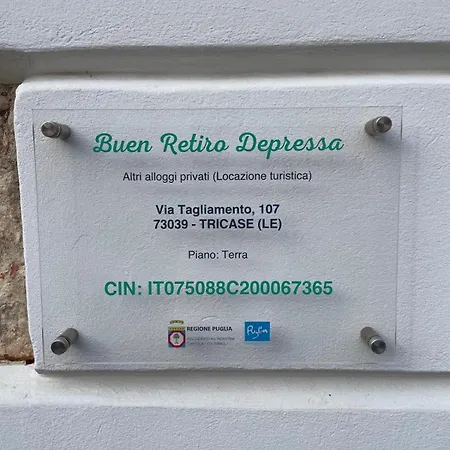 Buen Retiro Depressa
Altri alloggi privati (Locazione turistica)
Via Tagliamento, 107
73039 - TRICASE (LE)
Piano: Terra
CIN: IT075088C200067365
REGIONE PUGLIA
Puglia